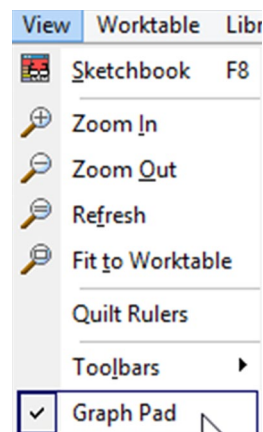 View Worktable Libr
Sketchbook F8
Zoom In
Zoom Out
Refresh
Fit to Worktable
Quilt Rulers
Toolbars
Graph Pad